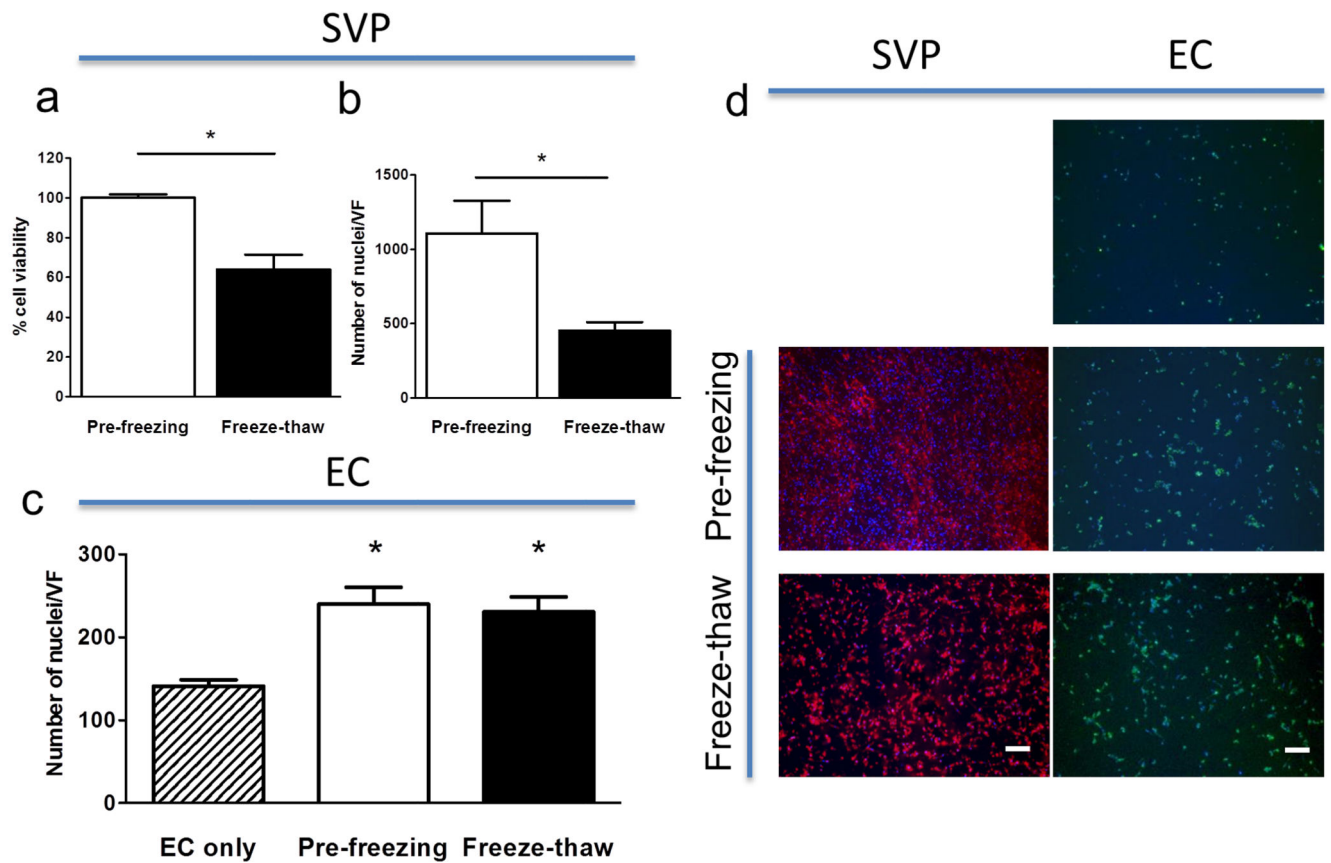 SVP
a
b
*
% cell viability
120
100
80
60
40
20
0
Pre-freezing Freeze-thaw
*
Number of nuclei/VF
1500
1000
500
0
Pre-freezing Freeze-thaw
EC
c
* *
Number of nuclei/VF
300
200
100
0
EC only Pre-freezing Freeze-thaw
d
SVP EC
Pre-freezing
Freeze-thaw